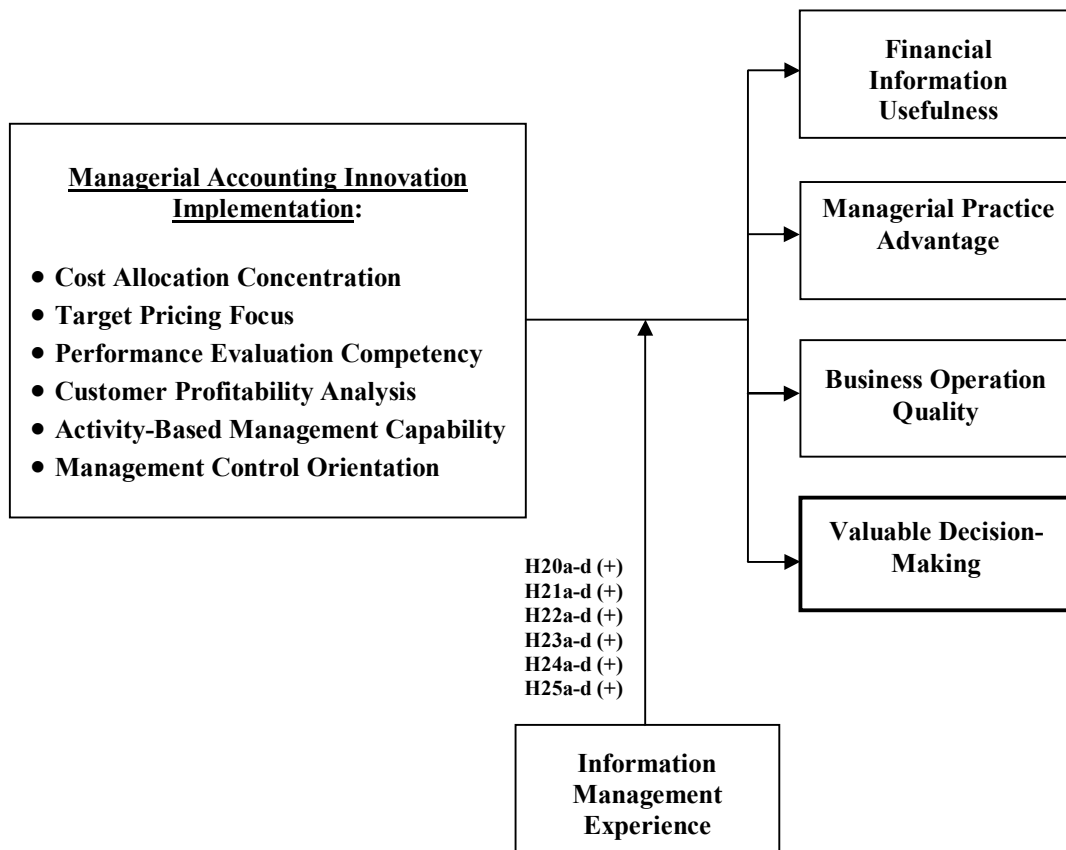 Managerial Accounting Innovation
Implementation:
• Cost Allocation Concentration
• Target Pricing Focus
• Performance Evaluation Competency
• Customer Profitability Analysis
• Activity-Based Management Capability
• Management Control Orientation
Financial
Information
Usefulness
Managerial Practice
Advantage
Business Operation
Quality
Valuable Decision-
Making
H20a-d (+)
H21a-d (+)
H22a-d (+)
H23a-d (+)
H24a-d (+)
H25a-d (+)
Information
Management
Experience